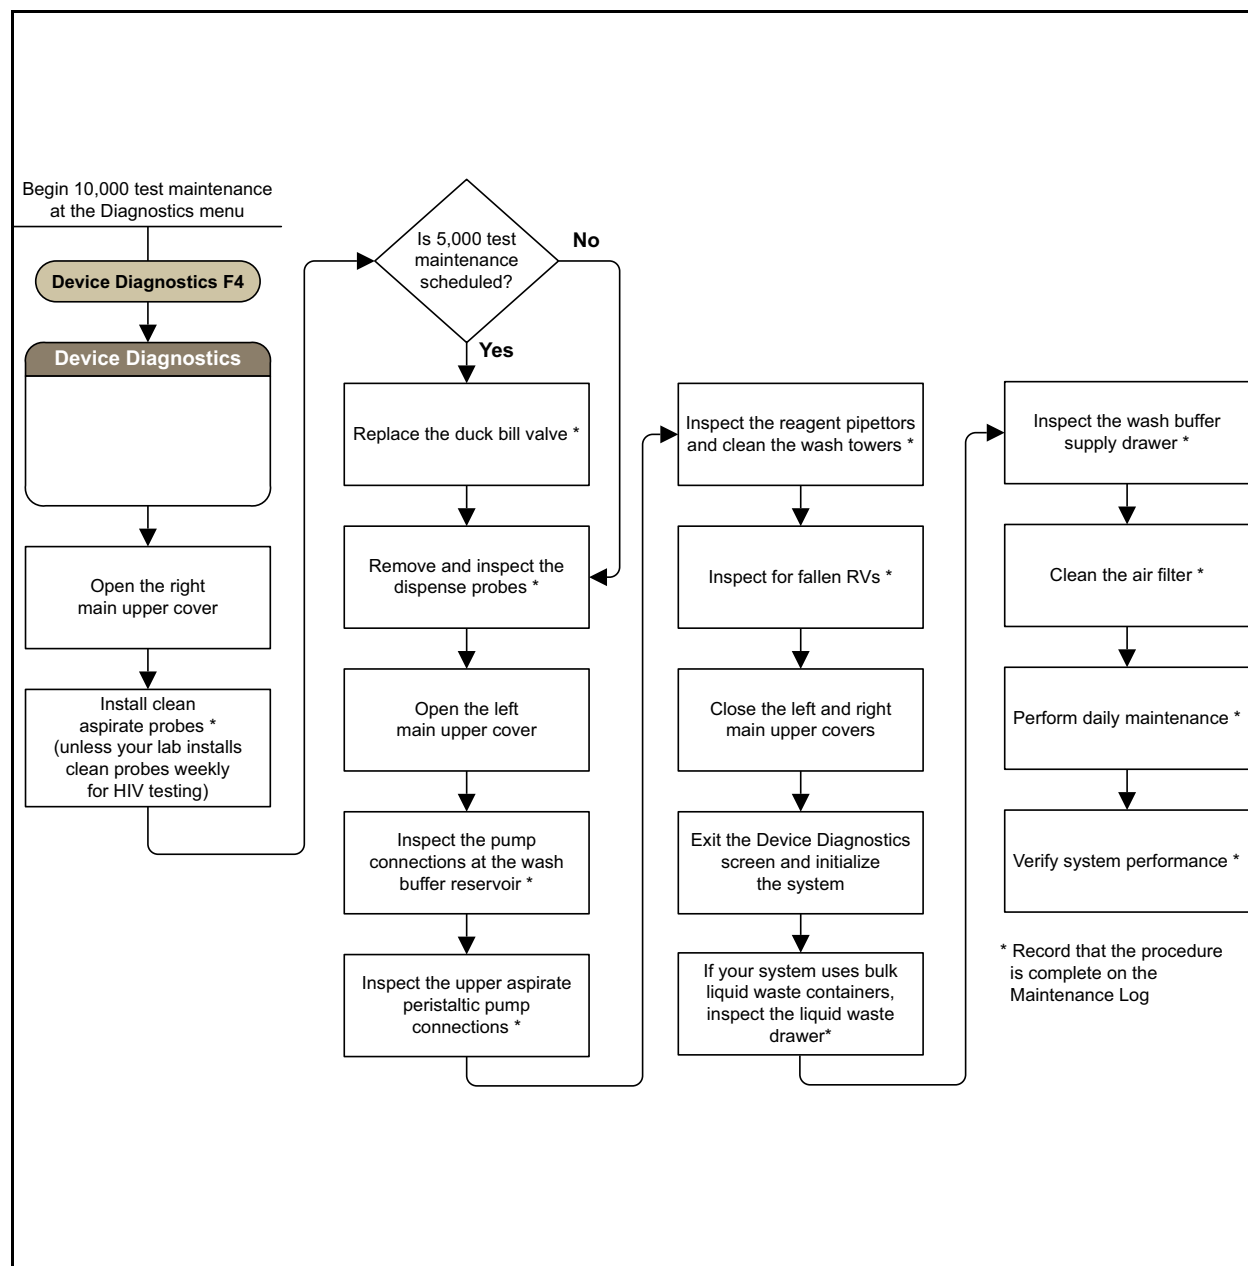 Begin 10,000 test maintenance
at the Diagnostics menu
Device Diagnostics F4
Device Diagnostics
Open the right
main upper cover
Install clean
aspirate probes *
(unless your lab installs
clean probes weekly
for HIV testing)
Is 5,000 test
maintenance
scheduled?
No
Yes
Replace the duck bill valve *
Remove and inspect the
dispense probes *
Open the left
main upper cover
Inspect the pump
connections at the wash
buffer reservoir *
Inspect the upper aspirate
peristaltic pump
connections *
Inspect the reagent pipettors
and clean the wash towers *
Inspect for fallen RVs *
Close the left and right
main upper covers
Exit the Device Diagnostics
screen and initialize
the system
If your system uses bulk
liquid waste containers,
inspect the liquid waste
drawer*
Inspect the wash buffer
supply drawer *
Clean the air filter *
Perform daily maintenance *
Verify system performance *
* Record that the procedure
is complete on the
Maintenance Log